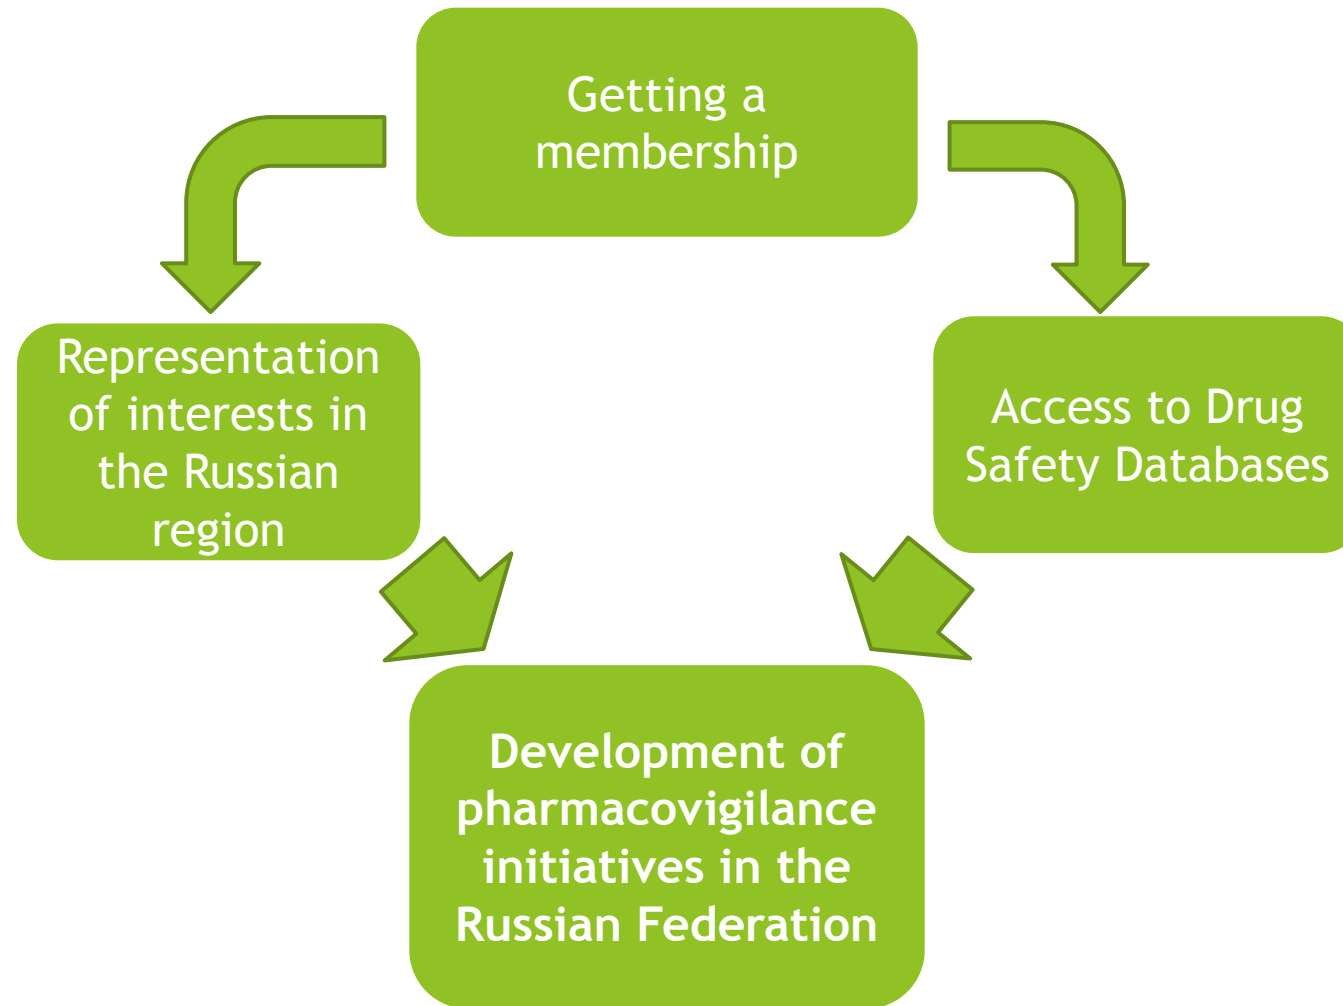 Getting a
membership
Representation
of interests in
the Russian
region
Access to Drug
Safety Databases
Development of
pharmacovigilance
initiatives in the
Russian Federation